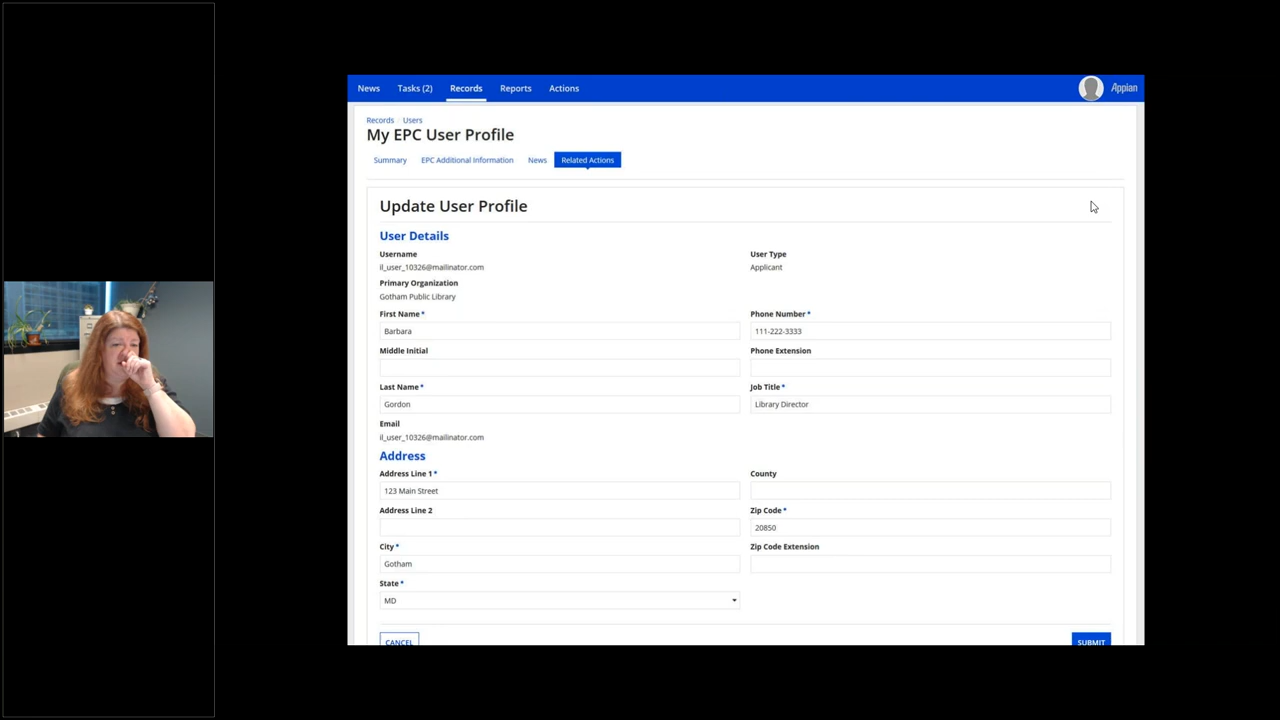 News Tasks (2) Records Reports Actions Appian
Records / Users
My EPC User Profile
Summary EPC Additional Information News Related Actions
Update User Profile
User Details
Username User Type
il_user_10326@mailinator.com Applicant
Primary Organization
Gotham Public Library
First Name * Phone Number *
Barbara 111-222-3333
Middle Initial Phone Extension
Last Name * Job Title *
Gordon Library Director
Email
il_user_10326@mailinator.com
Address
Address Line 1 * County
123 Main Street
Address Line 2 Zip Code *
20850
City * Zip Code Extension
Gotham
State *
MD
CANCEL SUBMIT